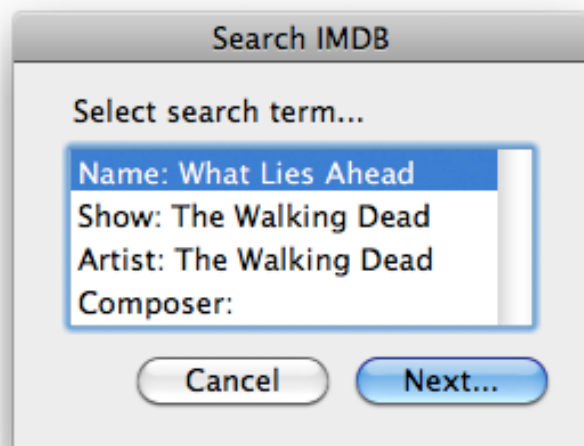 Search IMDB
Select search term...
Name: What Lies Ahead
Show: The Walking Dead
Artist: The Walking Dead
Composer:
Cancel
Next...